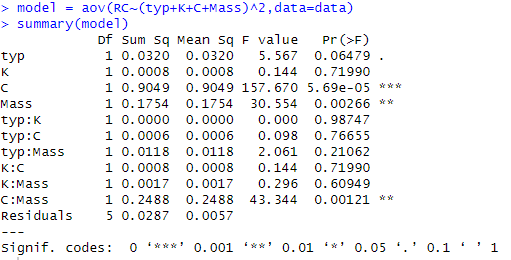 > model = aov(RC~(typ+K+C+Mass)^2,data=data)
> summary(model)
            Df Sum Sq Mean Sq F value   Pr(>F)
typ          1 0.0320  0.0320   5.567  0.06479 .
K            1 0.0008  0.0008   0.144  0.71990
C            1 0.9049  0.9049 157.670 5.69e-05 ***
Mass         1 0.1754  0.1754  30.554  0.00266 **
typ:K        1 0.0000  0.0000   0.000  0.98747
typ:C        1 0.0006  0.0006   0.098  0.76655
typ:Mass     1 0.0118  0.0118   2.061  0.21062
K:C          1 0.0008  0.0008   0.144  0.71990
K:Mass       1 0.0017  0.0017   0.296  0.60949
C:Mass       1 0.2488  0.2488  43.344  0.00121 **
Residuals    5 0.0287  0.0057
---
Signif. codes:  0 ‘***’ 0.001 ‘**’ 0.01 ‘*’ 0.05 ‘.’ 0.1 ‘ ’ 1